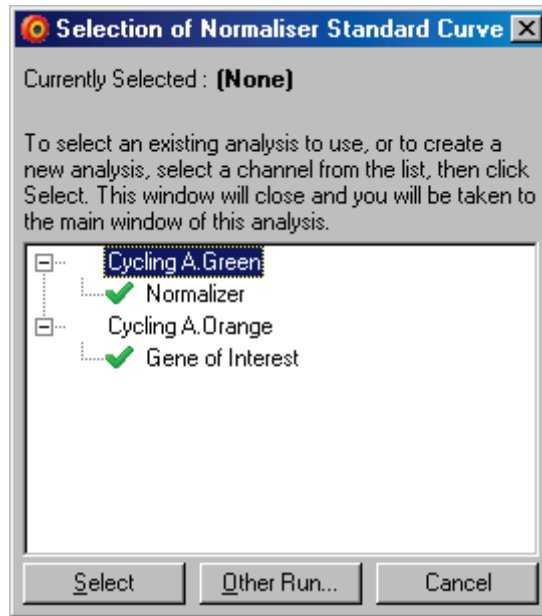 Selection of Normaliser Standard Curve
Currently Selected : (None)
To select an existing analysis to use, or to create a
new analysis, select a channel from the list, then click
Select. This window will close and you will be taken to
the main window of this analysis.
Cycling A.Green
Normalizer
Cycling A.Orange
Gene of Interest
Select Other Run... Cancel